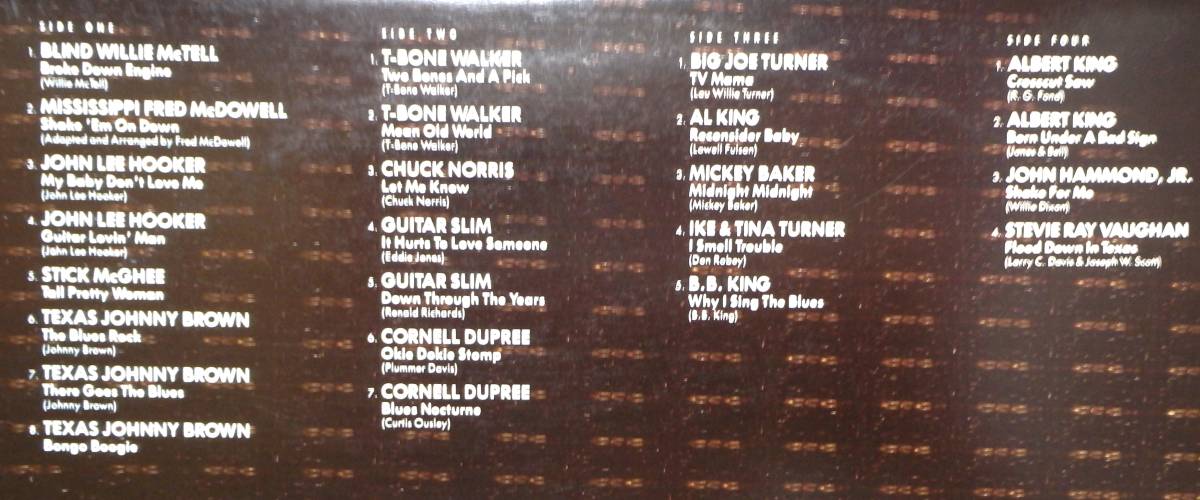 SIDE ONE
1. BLIND WILLIE McTELL
Broke Down Engine
(Willie McTell)
2. MISSISSIPPI FRED McDOWELL
Shake 'Em On Down
(Adapted and Arranged by Fred McDowell)
3. JOHN LEE HOOKER
My Baby Don't Love Me
(John Lee Hooker)
4. JOHN LEE HOOKER
Guitar Lovin' Man
(John Lee Hooker)
5. STICK McGHEE
Tall Pretty Woman
6. TEXAS JOHNNY BROWN
The Blues Rock
(Johnny Brown)
7. TEXAS JOHNNY BROWN
There Goes The Blues
(Johnny Brown)
8. TEXAS JOHNNY BROWN
Bongo Boogie
SIDE TWO
1. T-BONE WALKER
Two Bones And A Pick
(T-Bone Walker)
2. T-BONE WALKER
Mean Old World
(T-Bone Walker)
3. CHUCK NORRIS
Let Me Know
(Chuck Norris)
4. GUITAR SLIM
It Hurts To Love Someone
(Eddie Jones)
5. GUITAR SLIM
Down Through The Years
(Ronald Richards)
6. CORNELL DUPREE
Okie Dokie Stomp
(Plummer Davis)
7. CORNELL DUPREE
Blues Nocturne
(Curtis Ousley)
SIDE THREE
1. BIG JOE TURNER
TV Mama
(Lou Willie Turner)
2. AL KING
Reconsider Baby
(Lowell Fulson)
3. MICKEY BAKER
Midnight Midnight
(Mickey Baker)
4. IKE & TINA TURNER
I Smell Trouble
(Don Robey)
5. B.B. KING
Why I Sing The Blues
(B.B. King)
SIDE FOUR
1. ALBERT KING
Crosscut Saw
(R. G. Ford)
2. ALBERT KING
Born Under A Bad Sign
(Jones & Bell)
3. JOHN HAMMOND, JR.
Shake For Me
(Willie Dixon)
4. STEVIE RAY VAUGHAN
Flood Down In Texas
(Larry C. Davis & Joseph W. Scott)